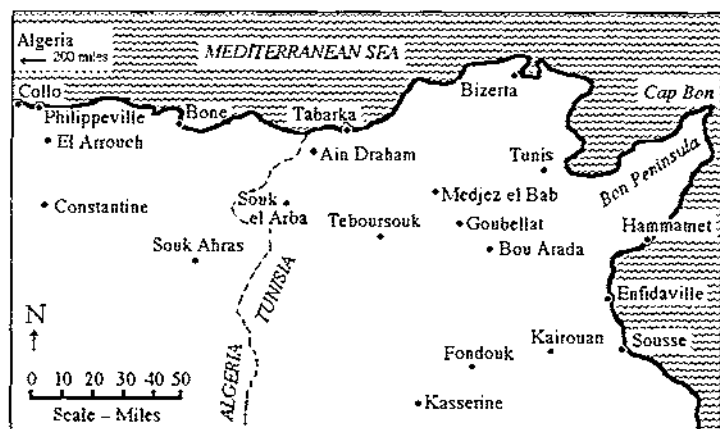 Algeria
← 200 miles
MEDITERRANEAN SEA
Collo
Philippeville
Bone
Tabarka
Bizerta
Cap Bon
El Arrouch
Ain Draham
Tunis
Bon Peninsula
Constantine
Souk
el Arba
Medjez el Bab
Teboursouk
Goubellat
Hammamet
Souk Ahras
Bou Arada
TUNISIA
Enfidaville
N
Kairouan
Sousse
Fondouk
0 10 20 30 40 50
Scale – Miles
ALGERIA
Kasserine